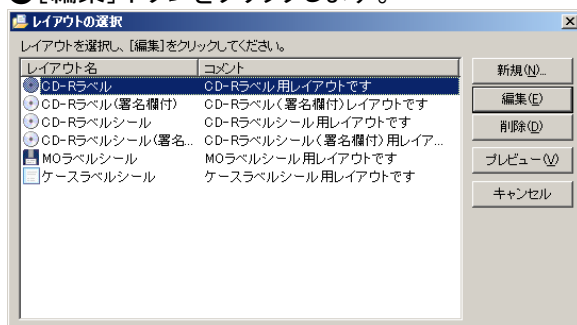 ❷[編集]ボタンをクリックします。
レイアウトの選択
レイアウトを選択し、[編集]をクリックしてください。
レイアウト名 コメント
CD-Rラベル CD-Rラベル用レイアウトです
CD-Rラベル(署名欄付) CD-Rラベル(署名欄付)レイアウトです
CD-Rラベルシール CD-Rラベルシール用レイアウトです
CD-Rラベルシール(署名... CD-Rラベルシール(署名欄付)用レイア...
MOラベルシール MOラベルシール用レイアウトです
ケースラベルシール ケースラベルシール用レイアウトです
新規(N)...
編集(E)
削除(D)
プレビュー(V)
キャンセル